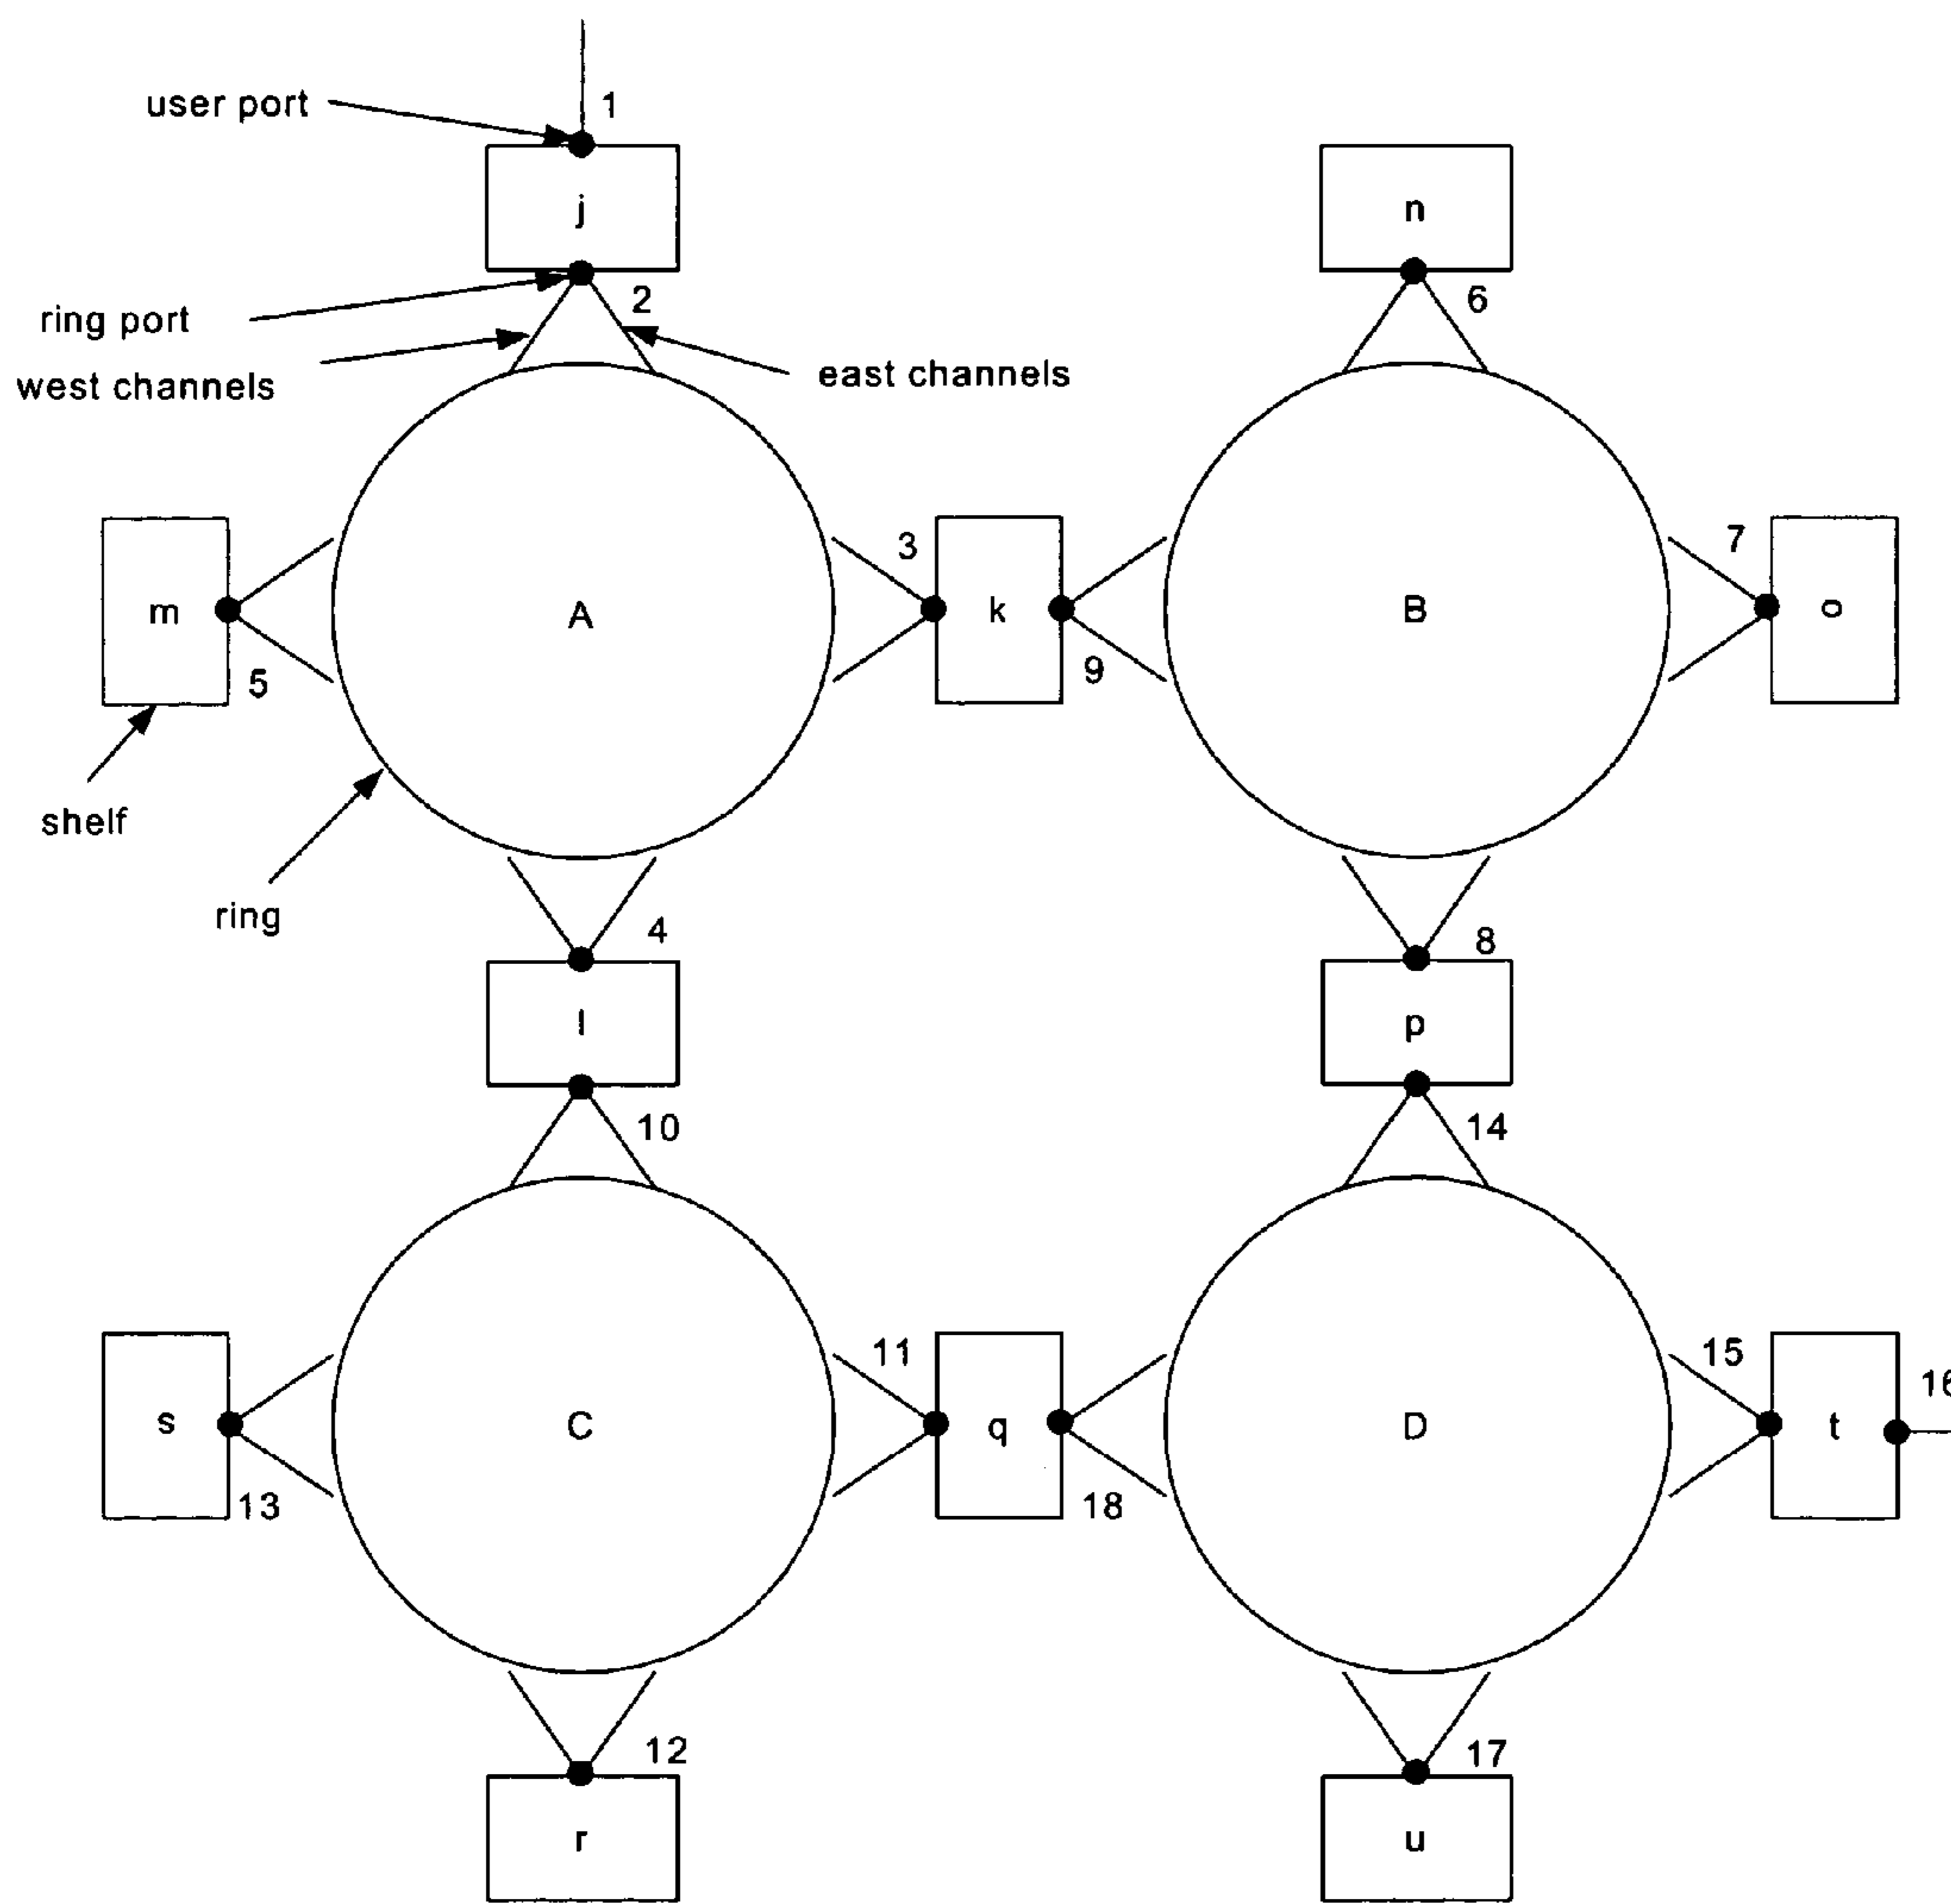 1
user port
j
n
ring port
2
6
west channels
east channels
3
7
m
A
k
B
o
5
9
shelf
ring
4
8
l
p
10
14
11
15
16
s
C
q
D
t
13
18
12
17
r
u